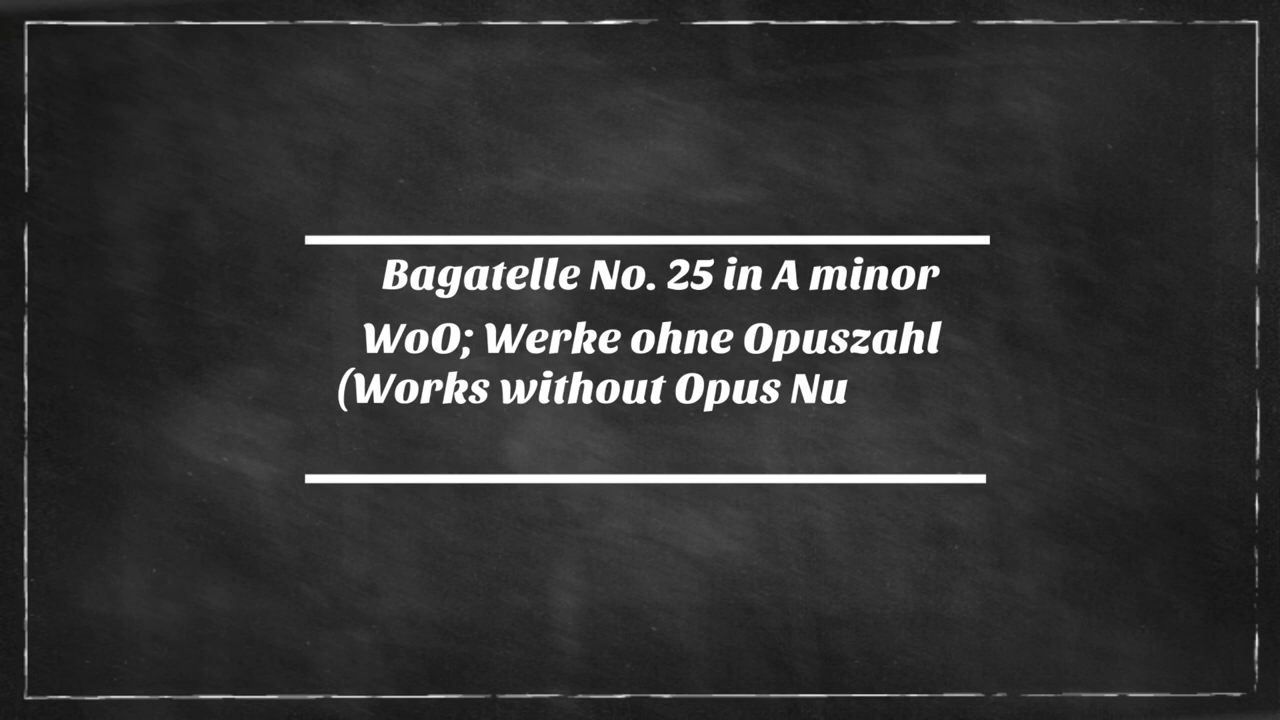 Bagatelle No. 25 in A minor
WoO; Werke ohne Opuszahl
(Works without Opus Nu